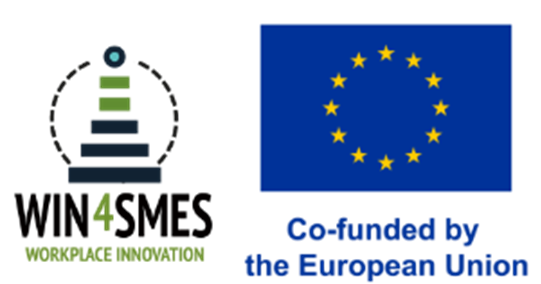 WIN4SMES
WORKPLACE INNOVATION
Co-funded by
the European Union